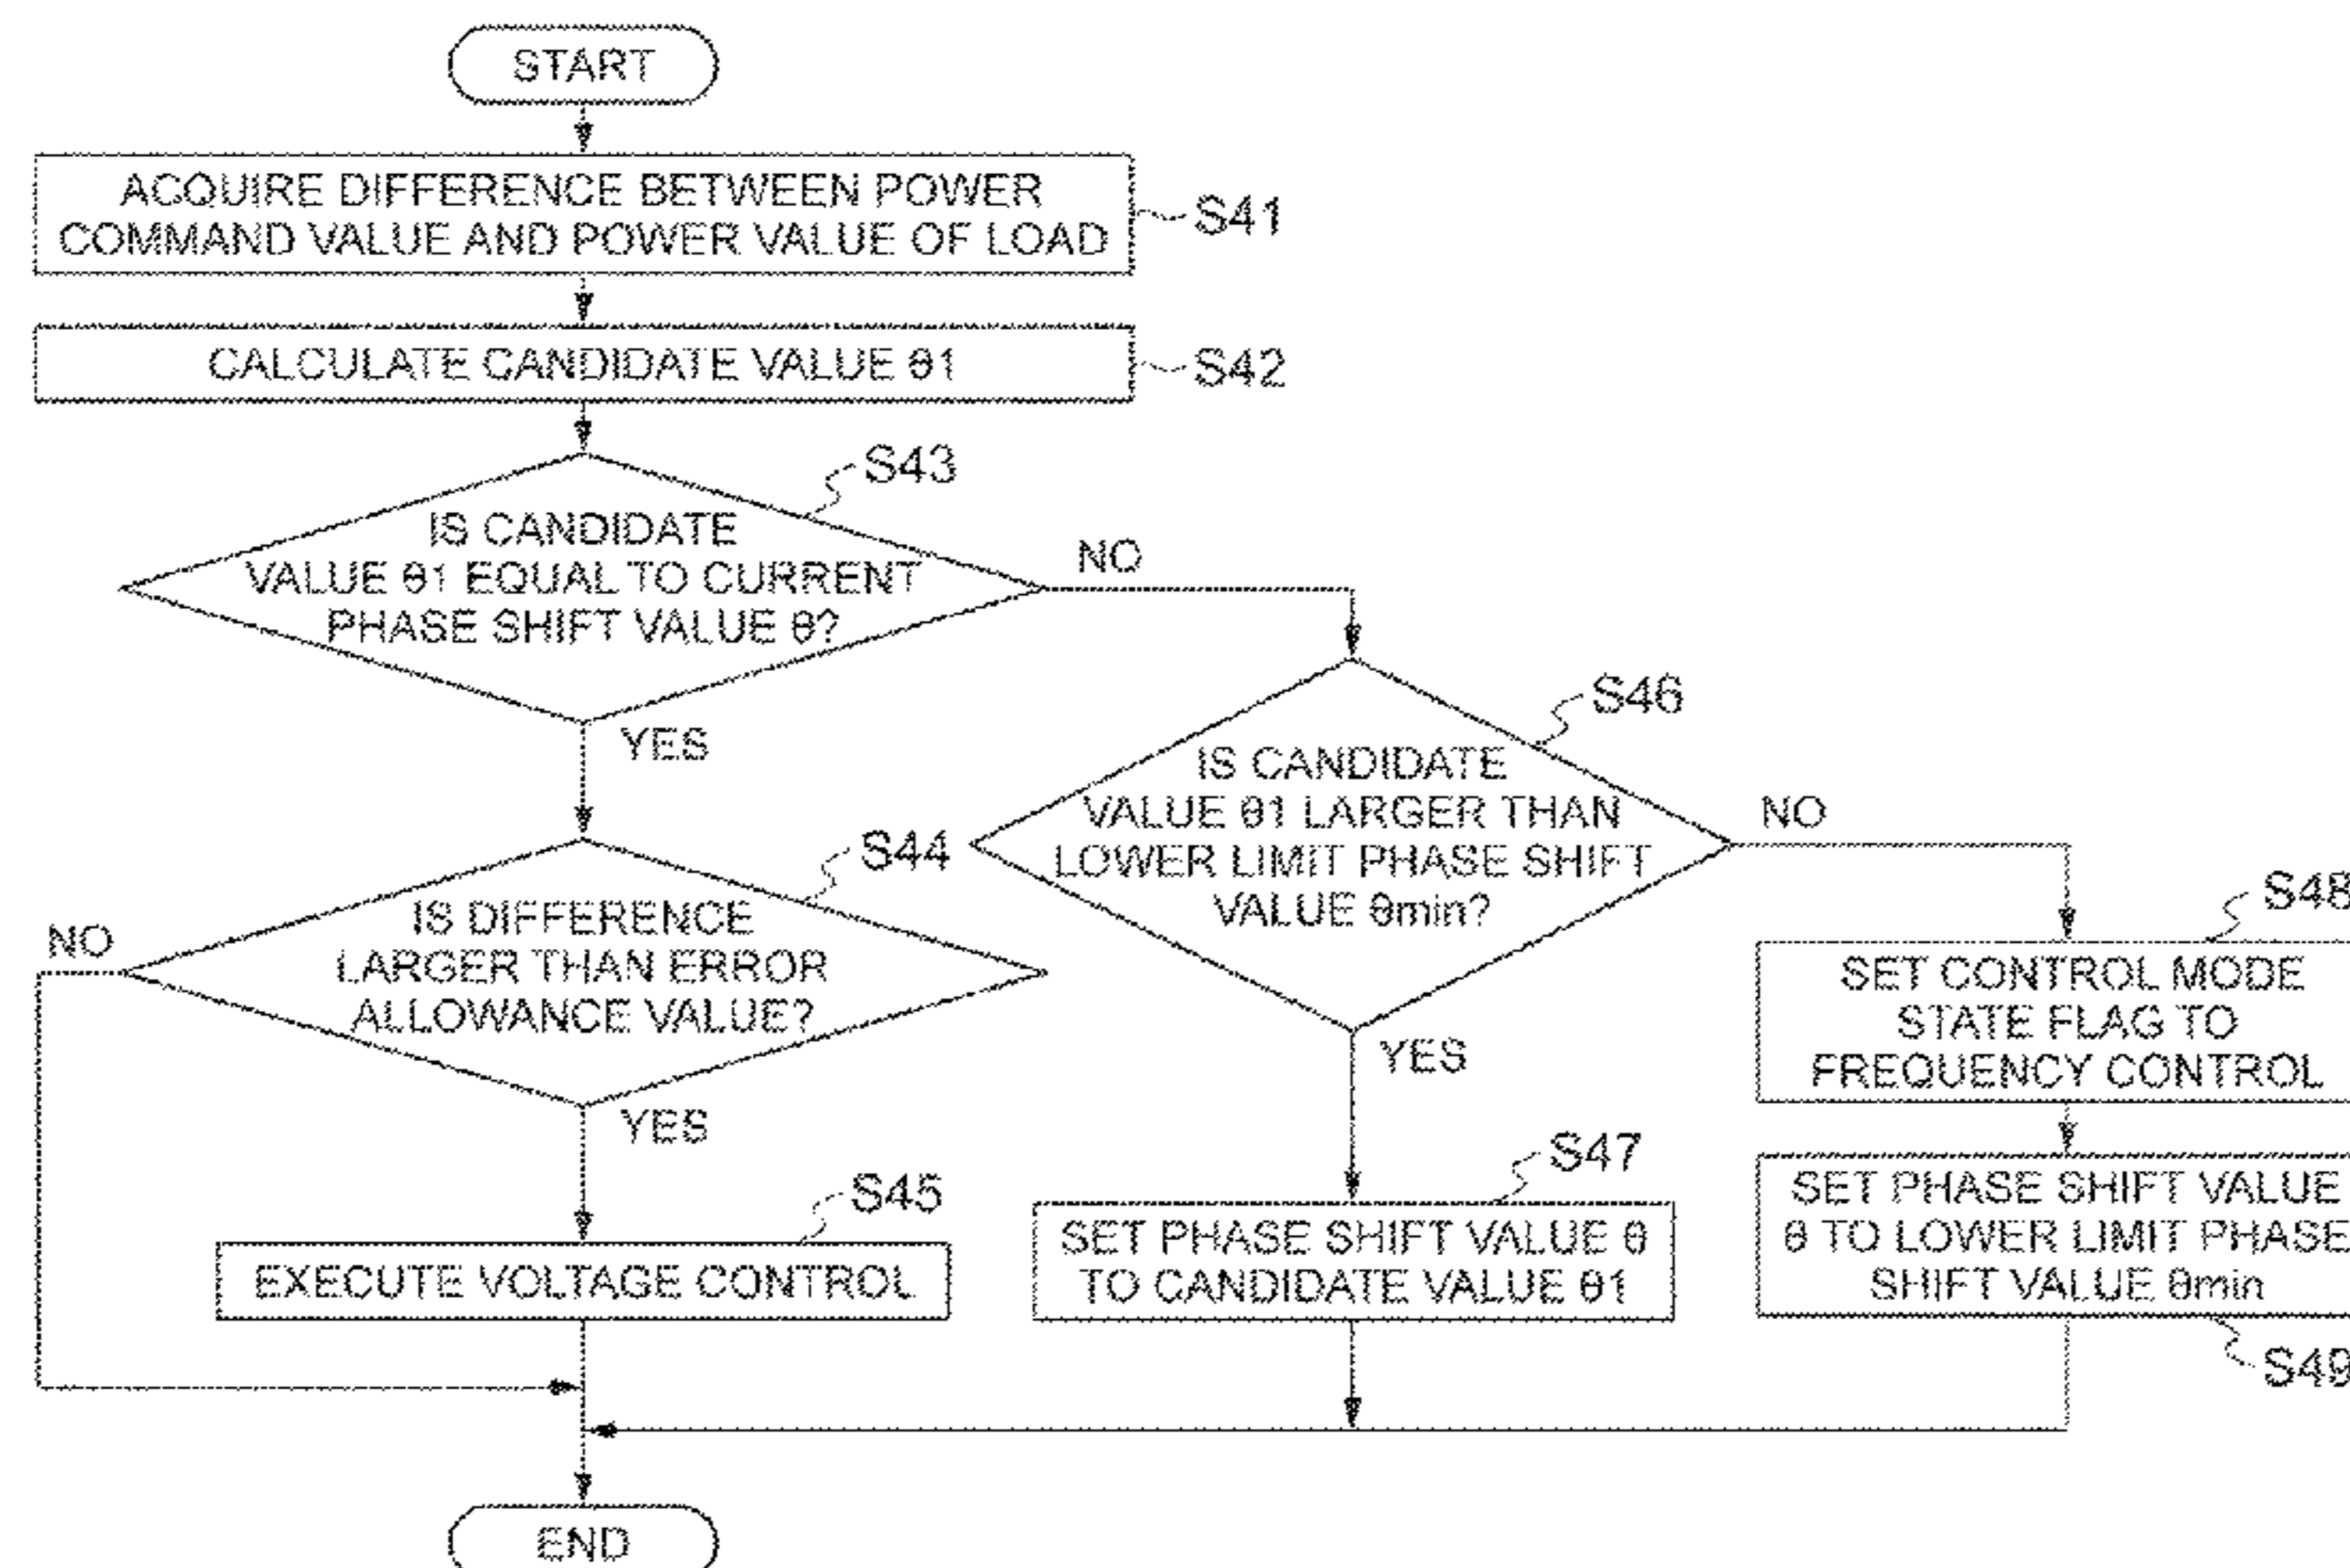 START
ACQUIRE DIFFERENCE BETWEEN POWER
COMMAND VALUE AND POWER VALUE OF LOAD
S41
CALCULATE CANDIDATE VALUE θ1
S42
S43
IS CANDIDATE
VALUE θ1 EQUAL TO CURRENT
PHASE SHIFT VALUE θ?
NO
YES
S44
IS DIFFERENCE
LARGER THAN ERROR
ALLOWANCE VALUE?
NO
YES
S45
EXECUTE VOLTAGE CONTROL
S46
IS CANDIDATE
VALUE θ1 LARGER THAN
LOWER LIMIT PHASE SHIFT
VALUE θmin?
NO
YES
S47
SET PHASE SHIFT VALUE θ
TO CANDIDATE VALUE θ1
S48
SET CONTROL MODE
STATE FLAG TO
FREQUENCY CONTROL
SET PHASE SHIFT VALUE
θ TO LOWER LIMIT PHASE
SHIFT VALUE θmin
S49
END